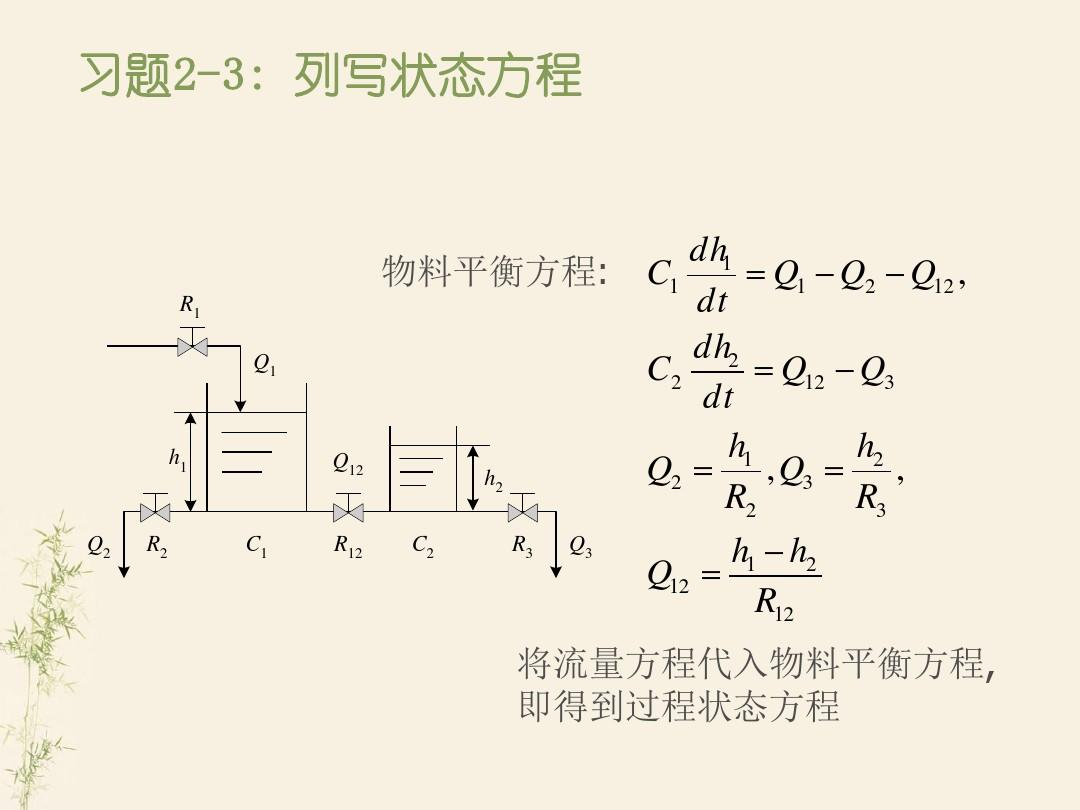 习题2-3：列写状态方程
物料平衡方程：
C₁ dh₁/dt = Q₁ − Q₂ − Q₁₂,
C₂ dh₂/dt = Q₁₂ − Q₃
Q₂ = h₁/R₂, Q₃ = h₂/R₃,
Q₁₂ = (h₁ − h₂)/R₁₂
R₁
Q₁
h₁
Q₁₂
h₂
Q₂ R₂ C₁ R₁₂ C₂ R₃ Q₃
将流量方程代入物料平衡方程,
即得到过程状态方程